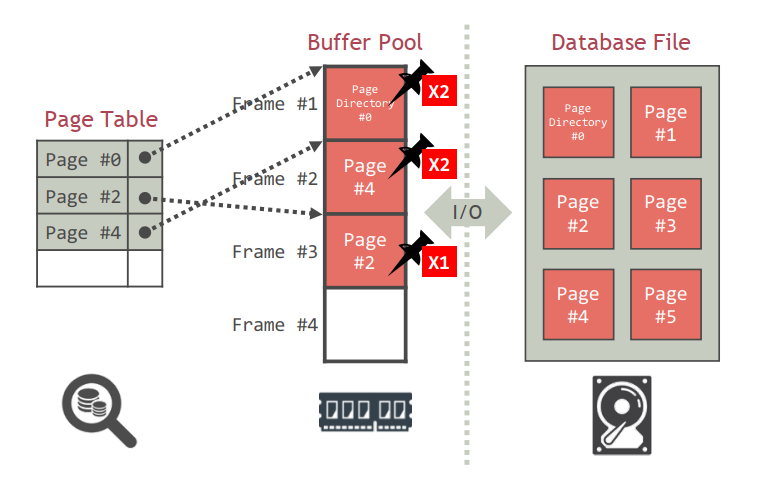 Buffer Pool
Database File
Page Table
Page #0
Page #2
Page #4
Frame #1
Frame #2
Frame #3
Frame #4
Page
Directory
#0
X2
Page
#4
X2
Page
#2
X1
I/O
Page
Directory
#0
Page
#1
Page
#2
Page
#3
Page
#4
Page
#5